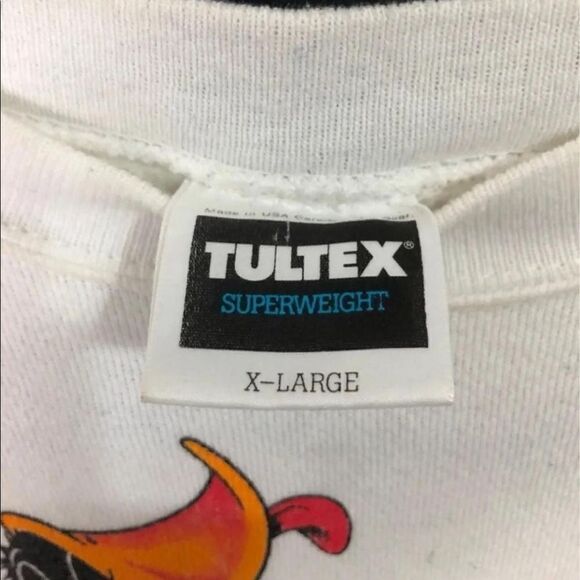 Made in USA
TULTEX®
SUPERWEIGHT
X-LARGE